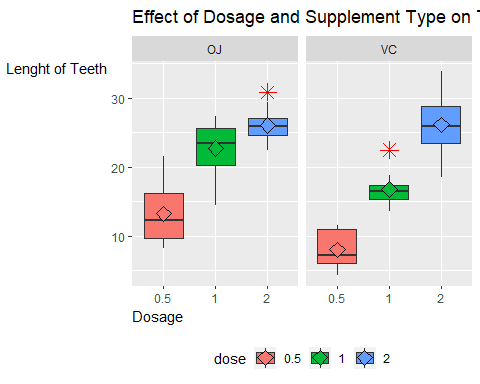 Effect of Dosage and Supplement Type on T
OJ
VC
Lenght of Teeth
30
20
10
0.5 1 2 0.5 1 2
Dosage
dose 0.5 1 2